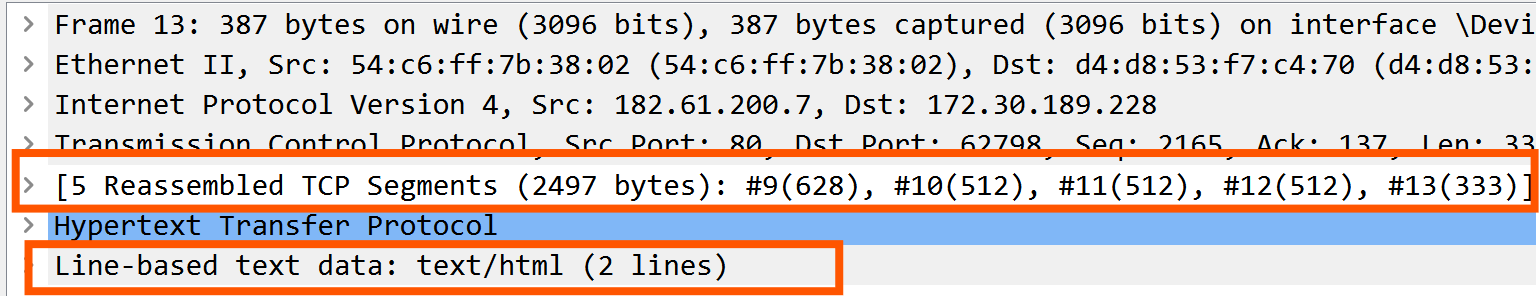 Frame 13: 387 bytes on wire (3096 bits), 387 bytes captured (3096 bits) on interface \Devi
Ethernet II, Src: 54:c6:ff:7b:38:02 (54:c6:ff:7b:38:02), Dst: d4:d8:53:f7:c4:70 (d4:d8:53:
Internet Protocol Version 4, Src: 182.61.200.7, Dst: 172.30.189.228
Transmission Control Protocol, Src Port: 80, Dst Port: 62798, Seq: 2165, Ack: 137, Len: 33
[5 Reassembled TCP Segments (2497 bytes): #9(628), #10(512), #11(512), #12(512), #13(333)]
Hypertext Transfer Protocol
Line-based text data: text/html (2 lines)